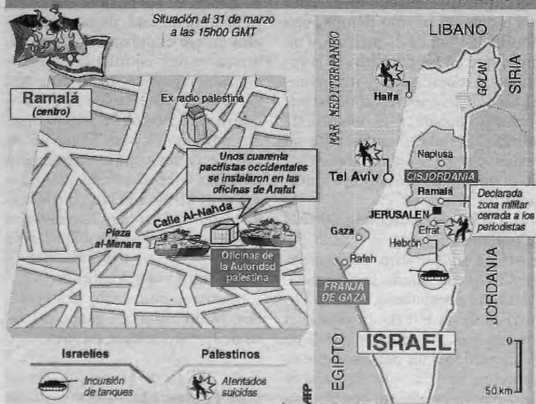 Situación al 31 de marzo
a las 15h00 GMT
Ramalá
(centro)
Ex radio palestina
Unos cuarenta
pacifistas occidentales
se instalaron en las
oficinas de Arafat
Calle Al-Nahda
Plaza
al-Manara
Oficinas de
la Autoridad
palestina
Israelíes
Palestinos
Incursión
de tanques
Atentados
suicidas
AFP
MAR MEDITERRANEO
LIBANO
GOLAN
SIRIA
Haifa
Naplusa
CISJORDANIA
Tel Aviv
Ramalá
Declarada
zona militar
cerrada a los
periodistas
JERUSALEN
Efrat
Gaza
Hebrón
Rafah
FRANJA
DE GAZA
JORDANIA
EGIPTO
ISRAEL
0
50 km